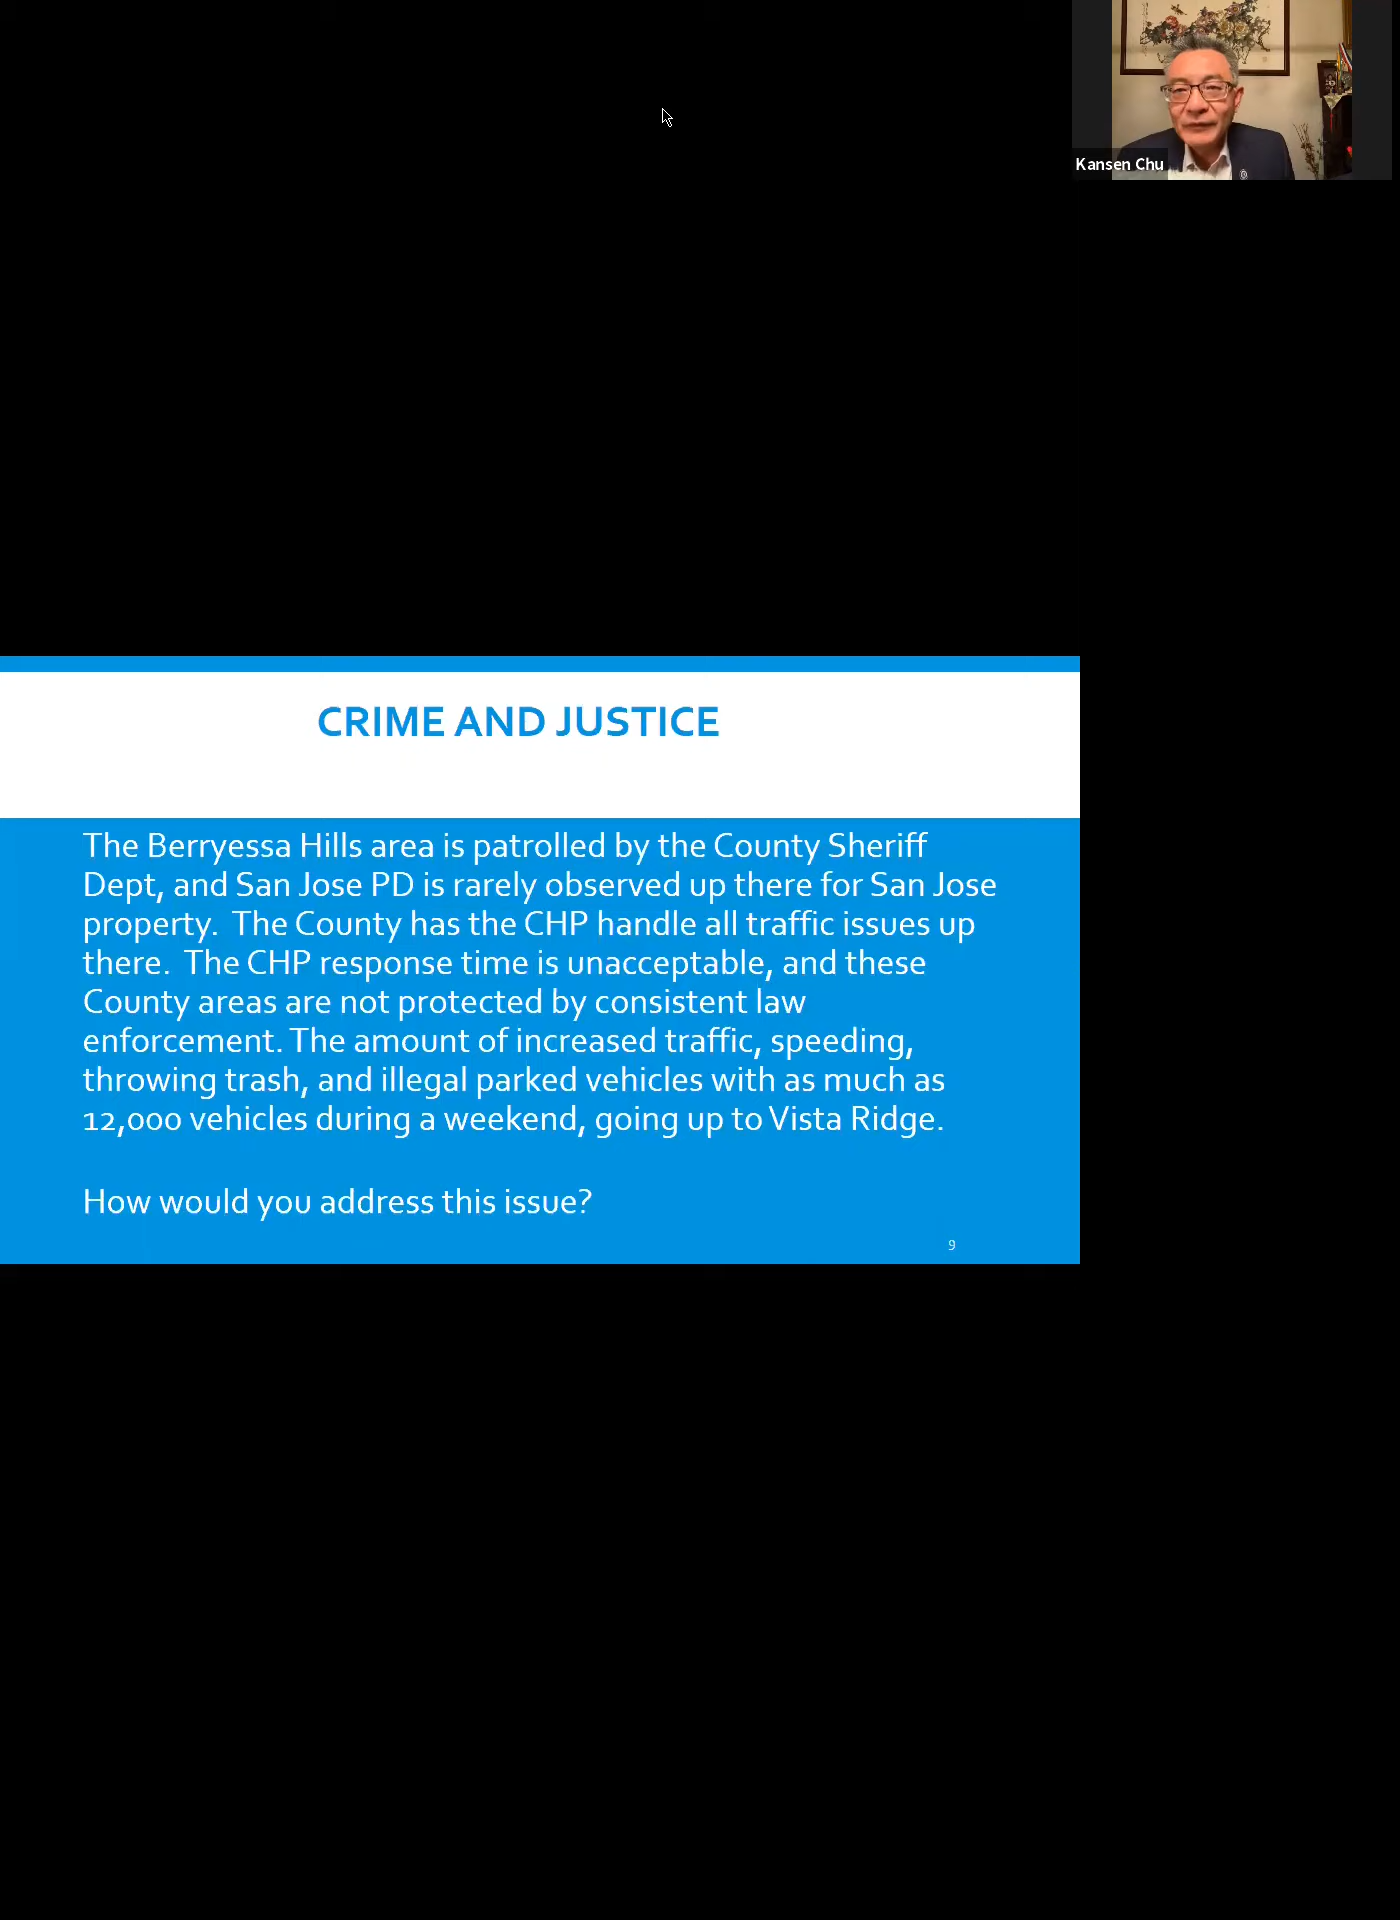 Kansen Chu
CRIME AND JUSTICE
The Berryessa Hills area is patrolled by the County Sheriff
Dept, and San Jose PD is rarely observed up there for San Jose
property.  The County has the CHP handle all traffic issues up
there.  The CHP response time is unacceptable, and these
County areas are not protected by consistent law
enforcement. The amount of increased traffic, speeding,
throwing trash, and illegal parked vehicles with as much as
12,000 vehicles during a weekend, going up to Vista Ridge.
How would you address this issue?
9